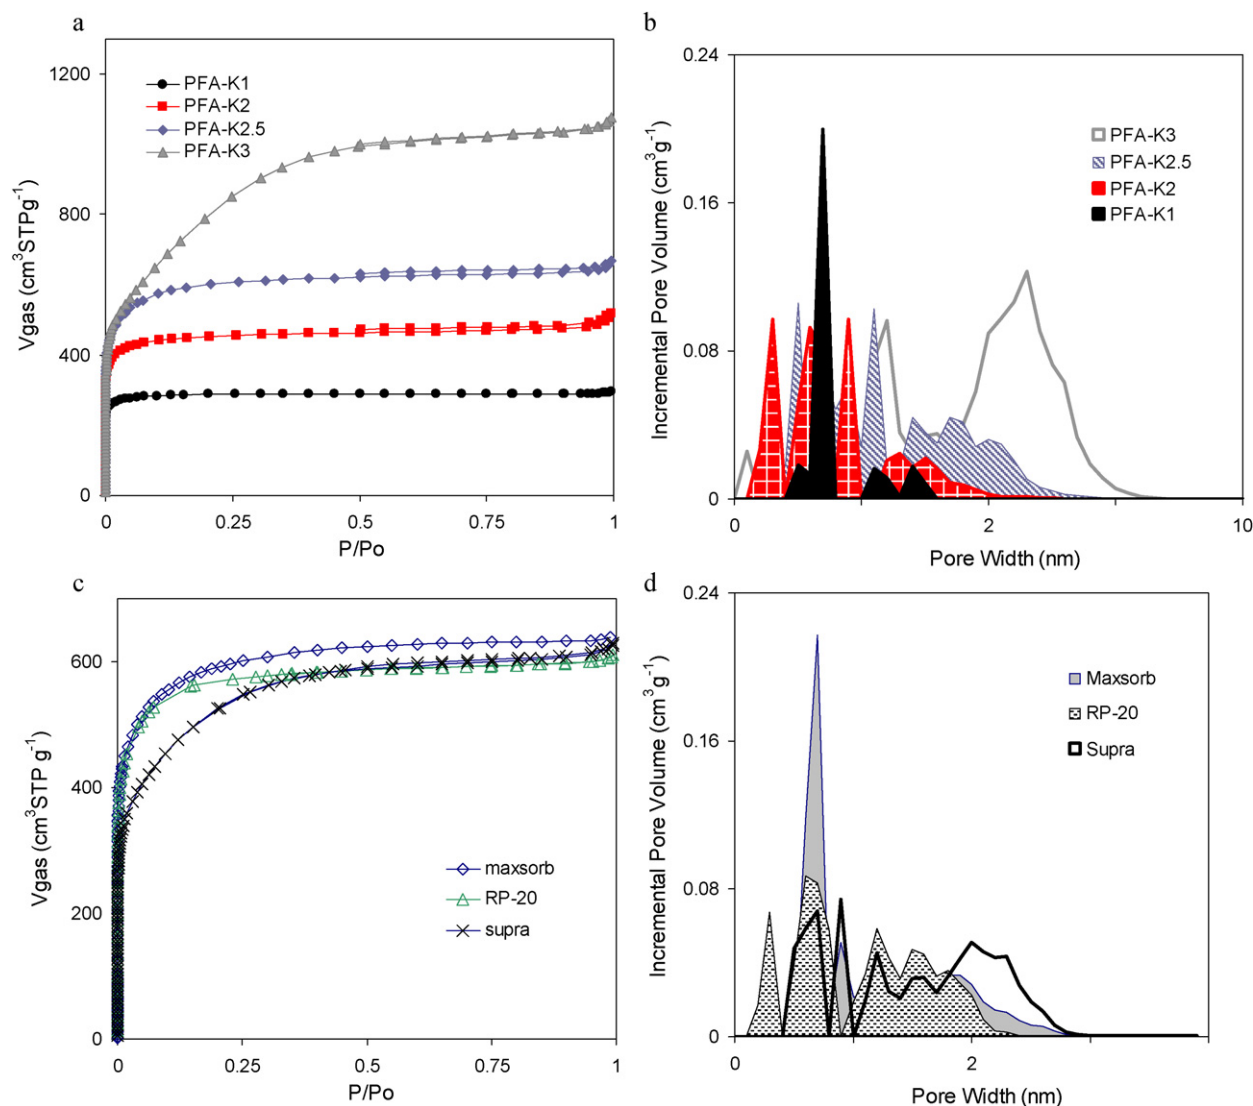 a
1200
800
400
0
Vgas (cm³STPg⁻¹)
PFA-K1
PFA-K2
PFA-K2.5
PFA-K3
0 0.25 0.5 0.75 1
P/Po
b
0.24
0.16
0.08
0
Incremental Pore Volume (cm³g⁻¹)
PFA-K3
PFA-K2.5
PFA-K2
PFA-K1
0 2 10
Pore Width (nm)
c
600
400
200
0
Vgas (cm³STP g⁻¹)
maxsorb
RP-20
supra
0 0.25 0.5 0.75 1
P/Po
d
0.24
0.16
0.08
0
Incremental Pore Volume (cm³g⁻¹)
Maxsorb
RP-20
Supra
0 2
Pore Width (nm)